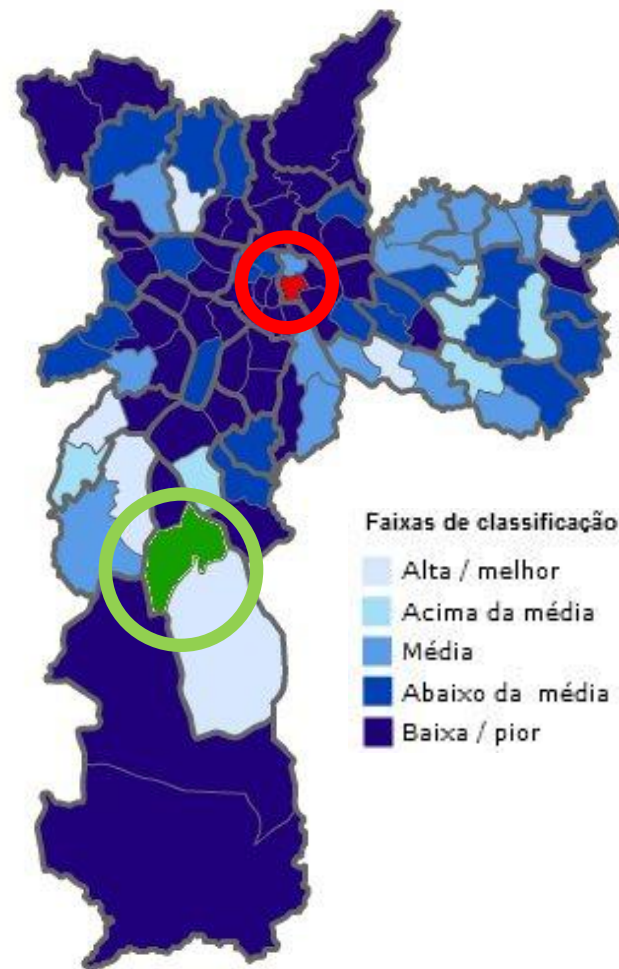 Faixas de classificação
Alta / melhor
Acima da média
Média
Abaixo da média
Baixa / pior